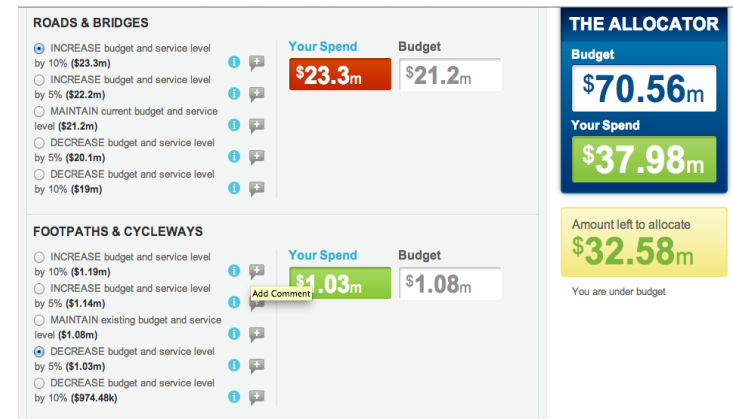 ROADS & BRIDGES
INCREASE budget and service level
by 10% ($23.3m)
INCREASE budget and service level
by 5% ($22.2m)
MAINTAIN current budget and service
level ($21.2m)
DECREASE budget and service level
by 5% ($20.1m)
DECREASE budget and service level
by 10% ($19m)
Your Spend
$23.3m
Budget
$21.2m
FOOTPATHS & CYCLEWAYS
INCREASE budget and service level
by 10% ($1.19m)
INCREASE budget and service level
by 5% ($1.14m)
MAINTAIN existing budget and service
level ($1.08m)
DECREASE budget and service level
by 5% ($1.03m)
DECREASE budget and service level
by 10% ($974.48k)
Add Comment
Your Spend
$1.03m
Budget
$1.08m
THE ALLOCATOR
Budget
$70.56m
Your Spend
$37.98m
Amount left to allocate
$32.58m
You are under budget